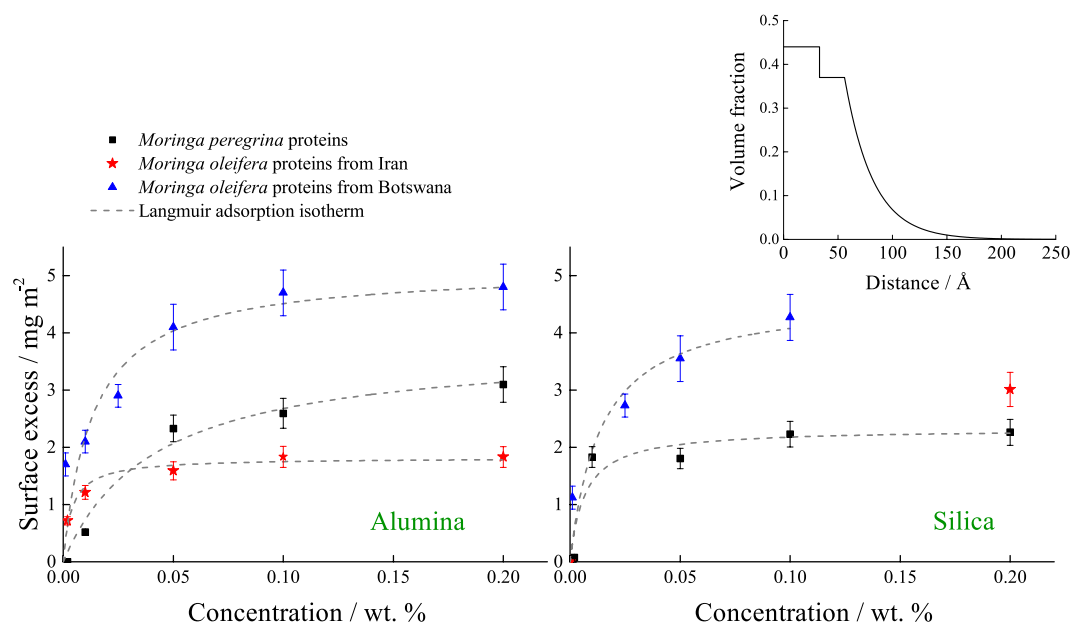 0.5
0.4
0.3
0.2
0.1
0.0
Volume fraction
0 50 100 150 200 250
Distance / Å
Moringa peregrina proteins
Moringa oleifera proteins from Iran
Moringa oleifera proteins from Botswana
Langmuir adsorption isotherm
Surface excess / mg m⁻²
5
4
3
2
1
0
0.00 0.05 0.10 0.15 0.20
Concentration / wt. %
Alumina
5
4
3
2
1
0
0.00 0.05 0.10 0.15 0.20
Concentration / wt. %
Silica